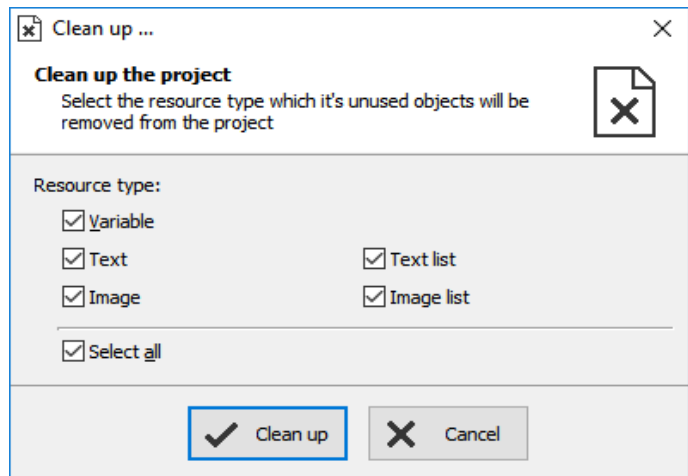 Clean up ...
Clean up the project
Select the resource type which it's unused objects will be
removed from the project
Resource type:
Variable
Text
Text list
Image
Image list
Select all
Clean up
Cancel